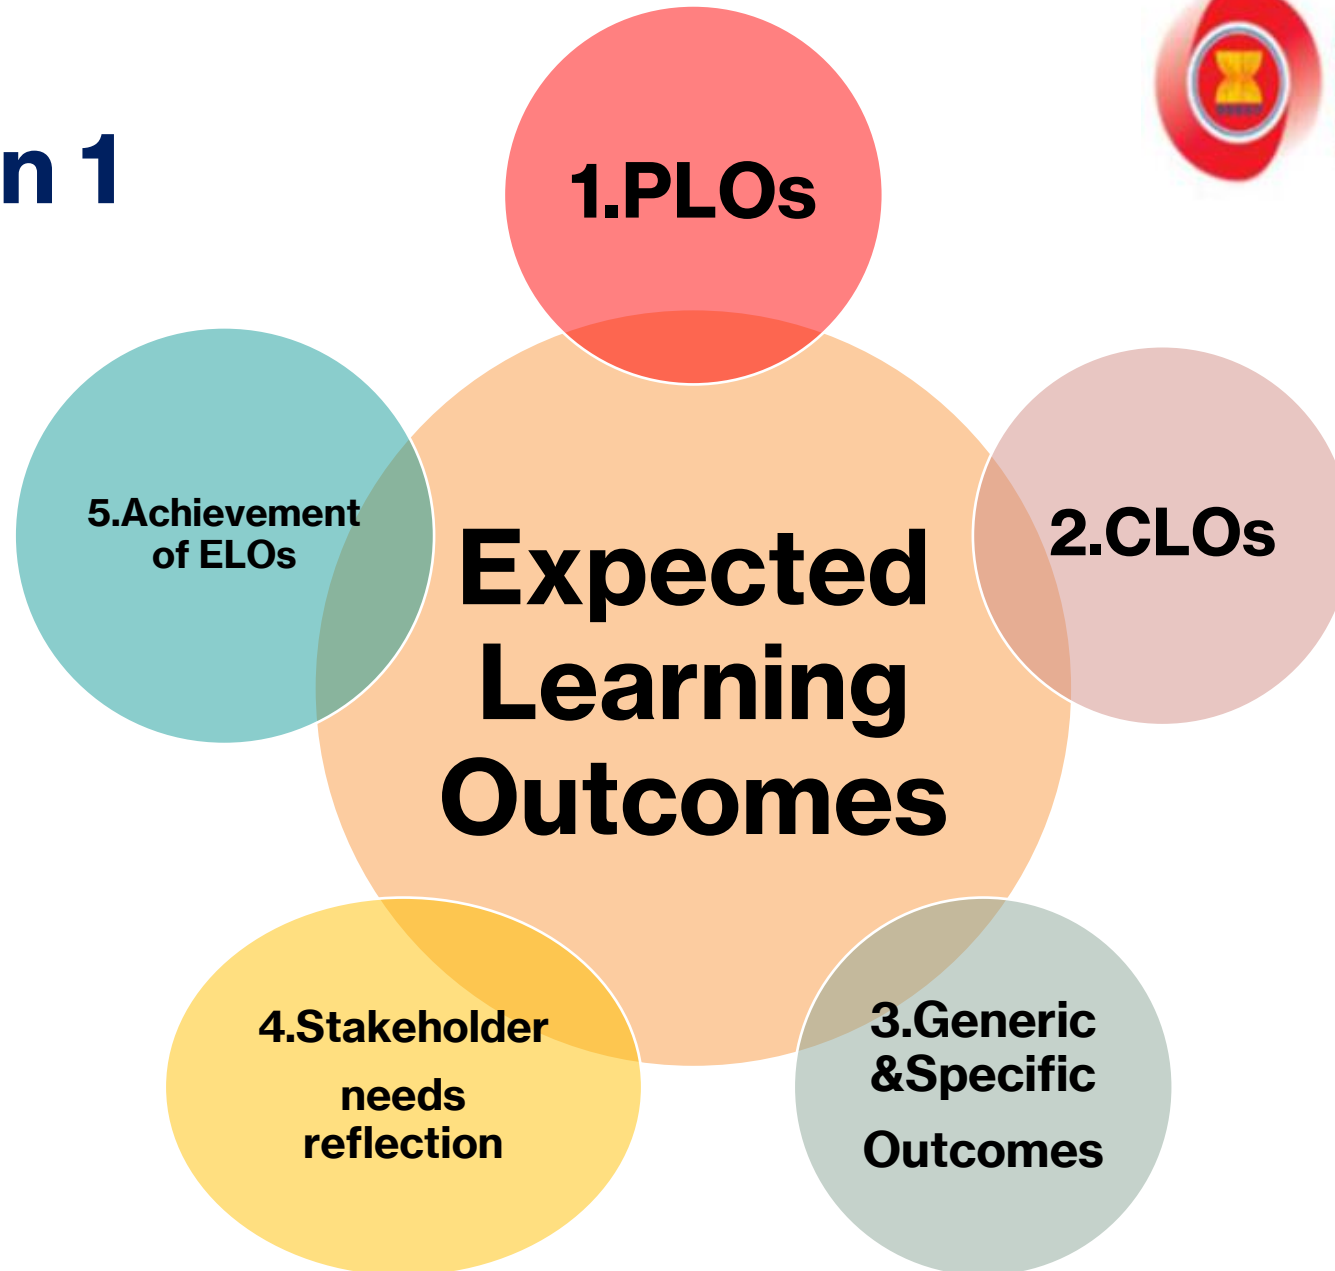 n 1
1.PLOs
2.CLOs
3.Generic
&Specific
Outcomes
4.Stakeholder
needs
reflection
5.Achievement
of ELOs
Expected
Learning
Outcomes